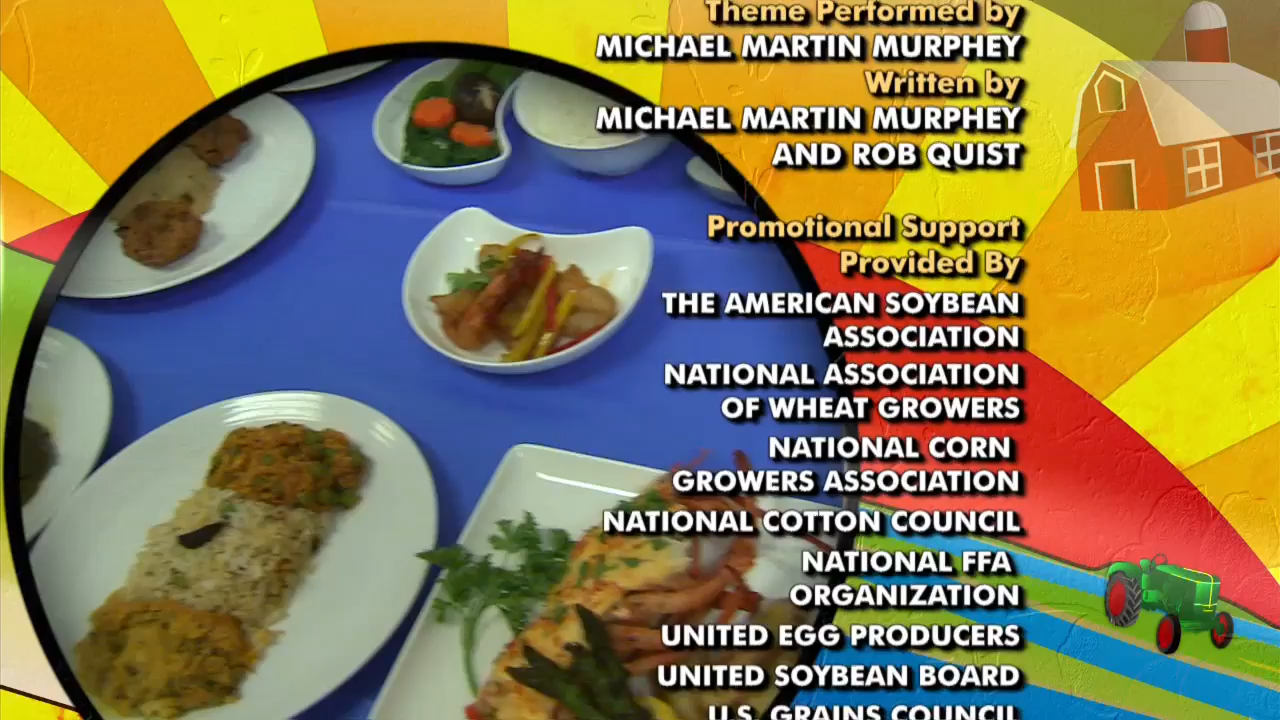 Theme Performed by
MICHAEL MARTIN MURPHEY
Written by
MICHAEL MARTIN MURPHEY
AND ROB QUIST
Promotional Support
Provided By
THE AMERICAN SOYBEAN
ASSOCIATION
NATIONAL ASSOCIATION
OF WHEAT GROWERS
NATIONAL CORN
GROWERS ASSOCIATION
NATIONAL COTTON COUNCIL
NATIONAL FFA
ORGANIZATION
UNITED EGG PRODUCERS
UNITED SOYBEAN BOARD
U.S. GRAINS COUNCIL